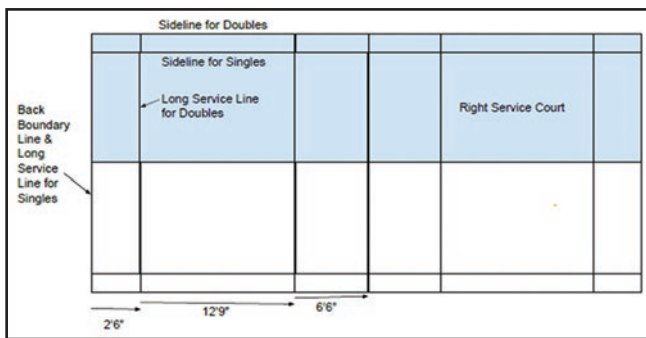 Sideline for Doubles
Sideline for Singles
Long Service Line
for Doubles
Right Service Court
Back
Boundary
Line &
Long
Service
Line for
Singles
2'6"
12'9"
6'6"